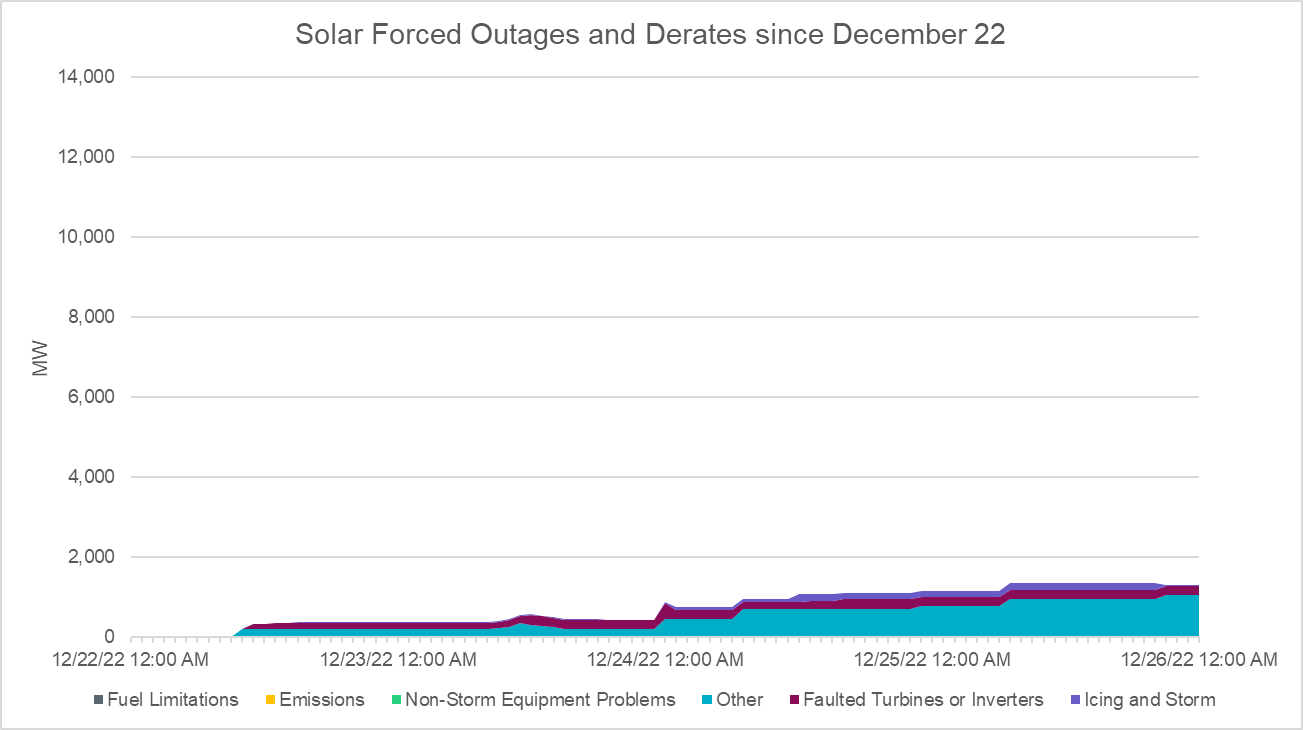 Solar Forced Outages and Derates since December 22
14,000
12,000
10,000
8,000
6,000
4,000
2,000
0
MW
12/22/22 12:00 AM
12/23/22 12:00 AM
12/24/22 12:00 AM
12/25/22 12:00 AM
12/26/22 12:00 AM
Fuel Limitations
Emissions
Non-Storm Equipment Problems
Other
Faulted Turbines or Inverters
Icing and Storm